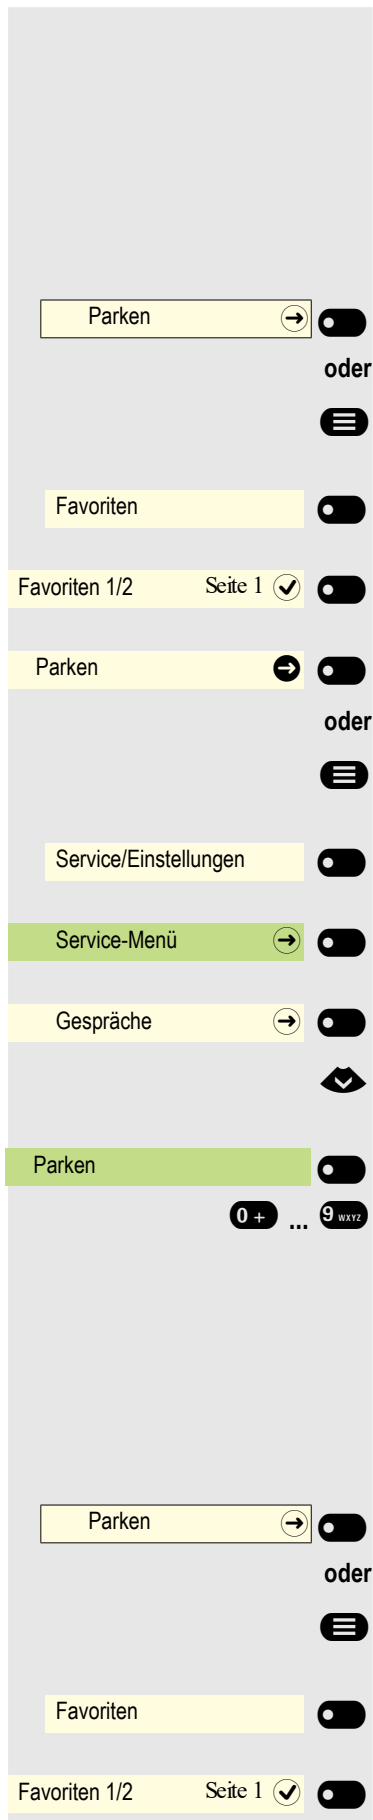 Parken
oder
Favoriten
Favoriten 1/2 Seite 1
Parken
oder
Service/Einstellungen
Service-Menü
Gespräche
Parken
0 + ... 9 WXYZ
Parken
oder
Favoriten
Favoriten 1/2 Seite 1